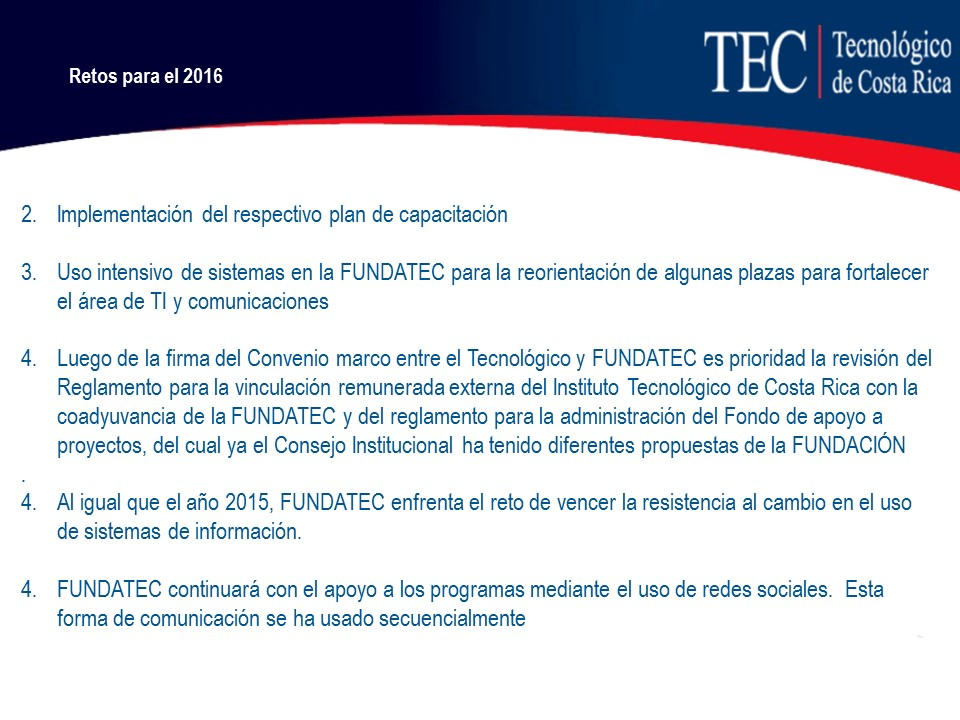 Retos para el 2016
TEC | Tecnológico
de Costa Rica
2. Implementación del respectivo plan de capacitación
3. Uso intensivo de sistemas en la FUNDATEC para la reorientación de algunas plazas para fortalecer
el área de TI y comunicaciones
4. Luego de la firma del Convenio marco entre el Tecnológico y FUNDATEC es prioridad la revisión del
Reglamento para la vinculación remunerada externa del Instituto Tecnológico de Costa Rica con la
coadyuvancia de la FUNDATEC y del reglamento para la administración del Fondo de apoyo a
proyectos, del cual ya el Consejo Institucional ha tenido diferentes propuestas de la FUNDACIÓN
.
4. Al igual que el año 2015, FUNDATEC enfrenta el reto de vencer la resistencia al cambio en el uso
de sistemas de información.
4. FUNDATEC continuará con el apoyo a los programas mediante el uso de redes sociales. Esta
forma de comunicación se ha usado secuencialmente